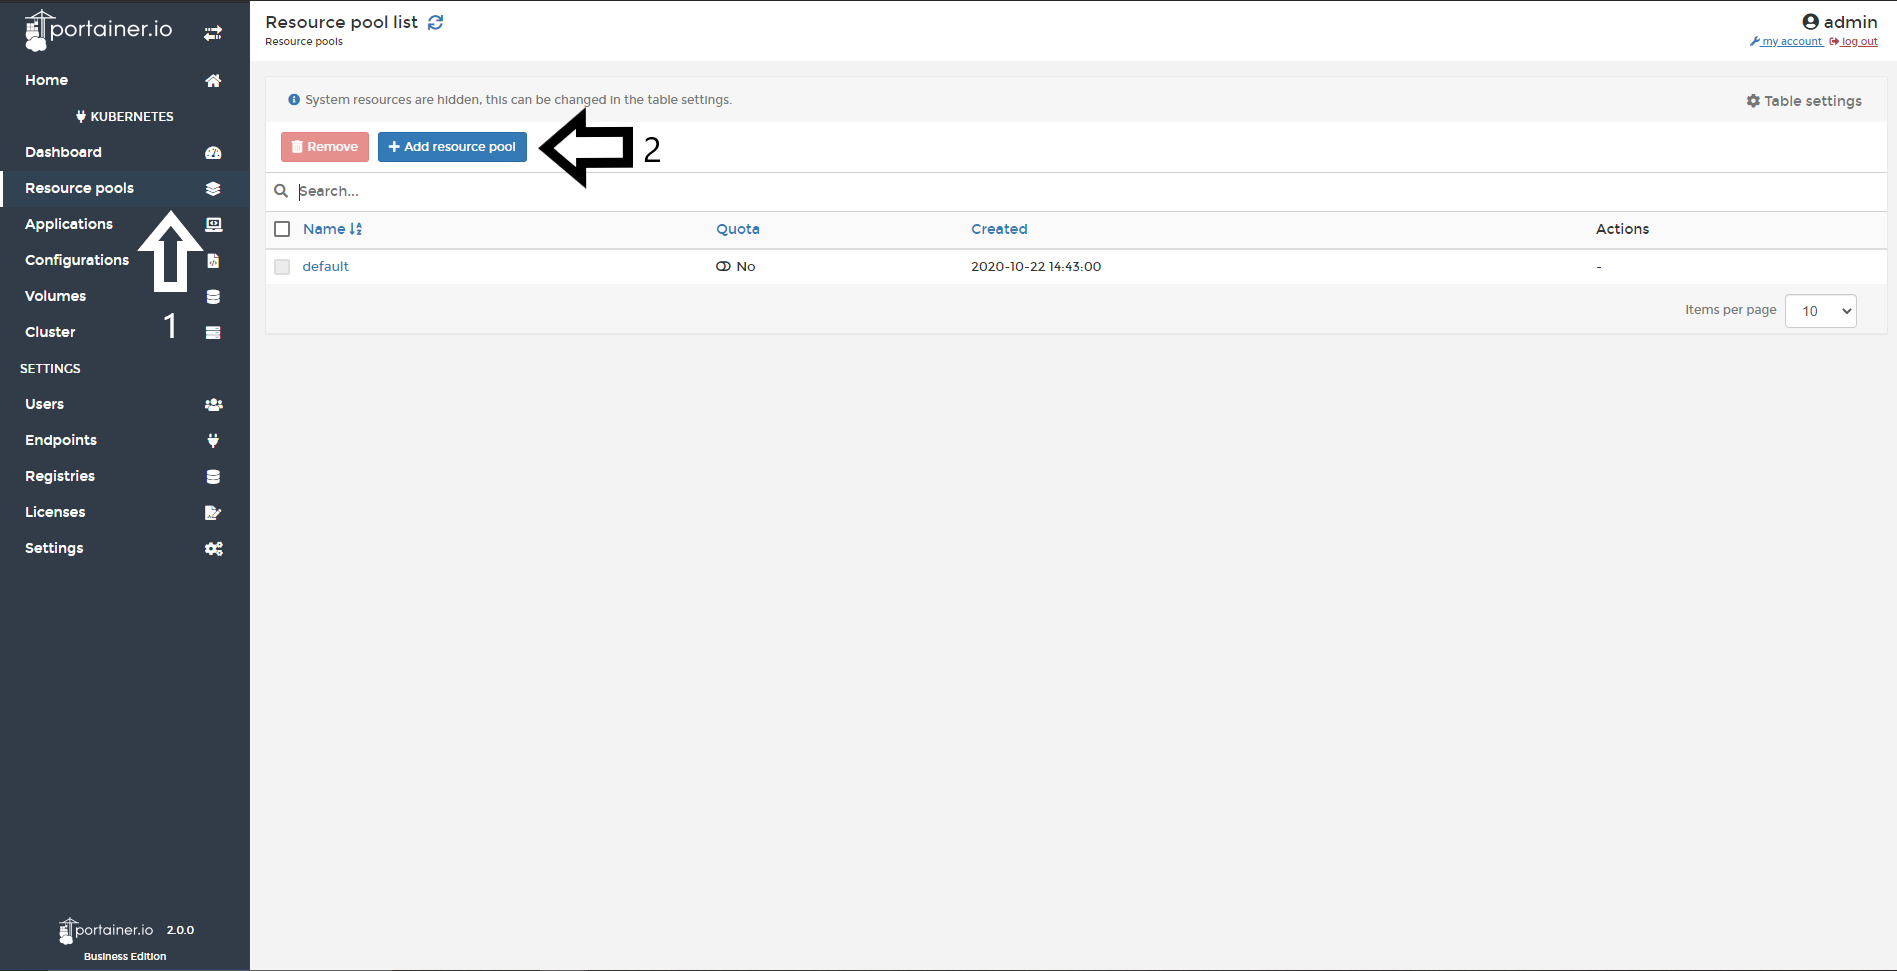 portainer.io
Home
KUBERNETES
Dashboard
Resource pools
Applications
Configurations
Volumes
Cluster
1
SETTINGS
Users
Endpoints
Registries
Licenses
Settings
portainer.io 2.0.0
Business Edition
Resource pool list
Resource pools
admin
my account log out
System resources are hidden, this can be changed in the table settings.
Table settings
Remove Add resource pool 2
Search...
Name Quota Created Actions
default No 2020-10-22 14:43:00 -
Items per page 10